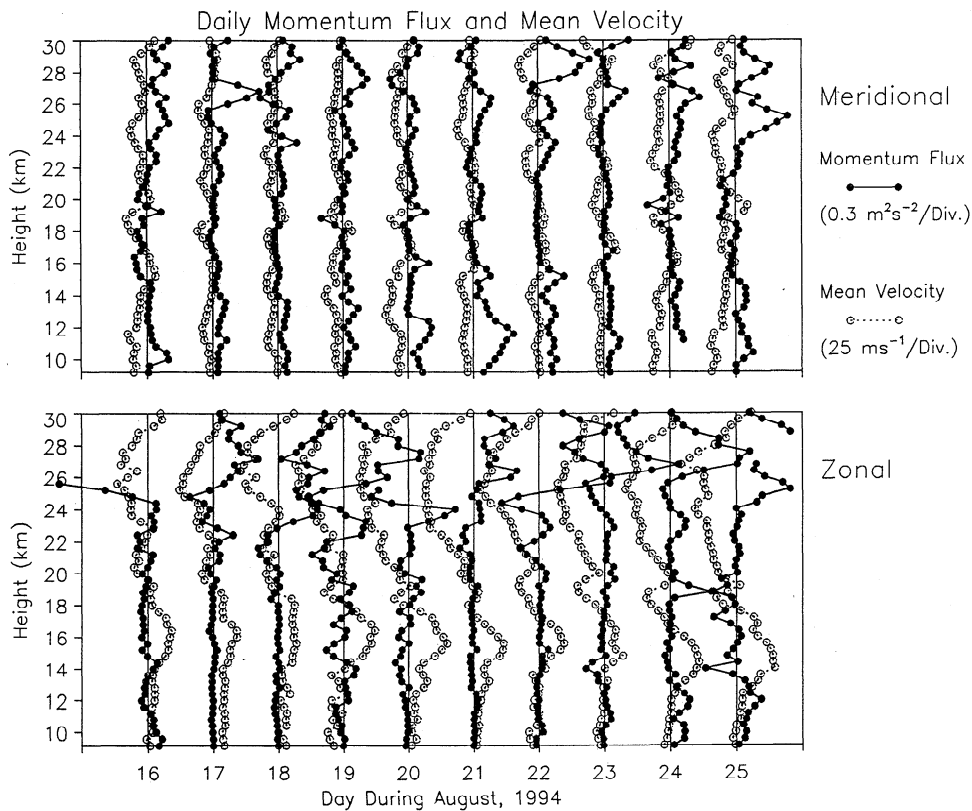 Daily Momentum Flux and Mean Velocity
30
28
26
24
22
20
18
16
14
12
10
Height (km)
Meridional
Momentum Flux
(0.3 m²s⁻²/Div.)
Mean Velocity
(25 ms⁻¹/Div.)
30
28
26
24
22
20
18
16
14
12
10
Height (km)
Zonal
16 17 18 19 20 21 22 23 24 25
Day During August, 1994